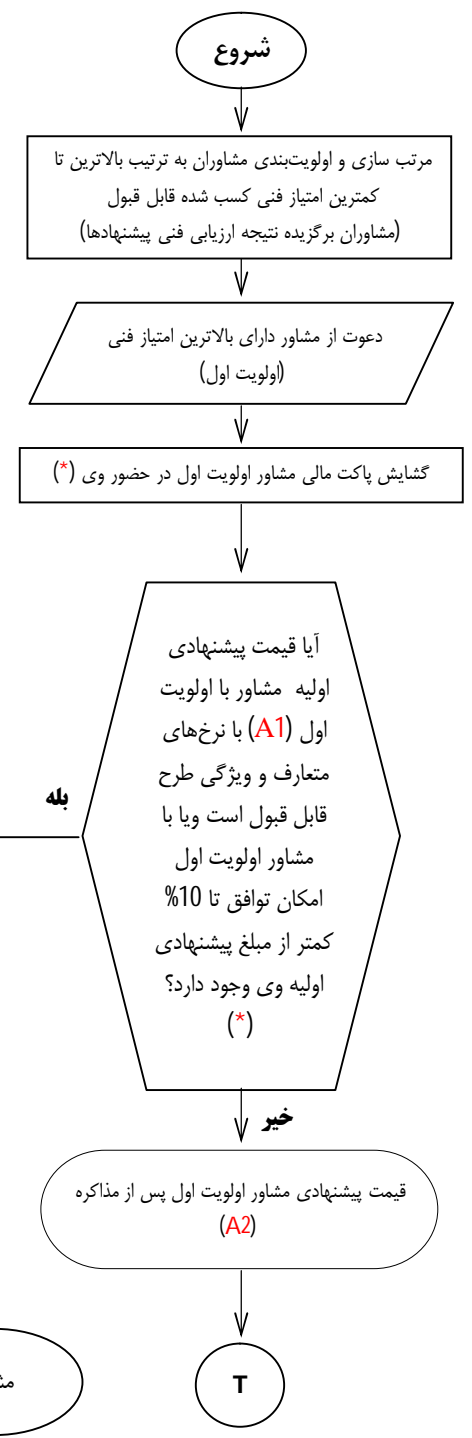 شروع
مرتب سازی و اولویت‌بندی مشاوران به ترتیب بالاترین تا
کمترین امتیاز فنی کسب شده قابل قبول
(مشاوران برگزیده نتیجه ارزیابی فنی پیشنهادها)
دعوت از مشاور دارای بالاترین امتیاز فنی
(اولویت اول)
گشایش پاکت مالی مشاور اولویت اول در حضور وی (*)
آیا قیمت پیشنهادی
اولیه مشاور با اولویت
اول (A1) با نرخ‌های
متعارف و ویژگی طرح
قابل قبول است ویا با
مشاور اولویت اول
امکان توافق تا 10%
کمتر از مبلغ پیشنهادی
اولیه وی وجود دارد؟
(*)
بله
خیر
قیمت پیشنهادی مشاور اولویت اول پس از مذاکره
(A2)
T